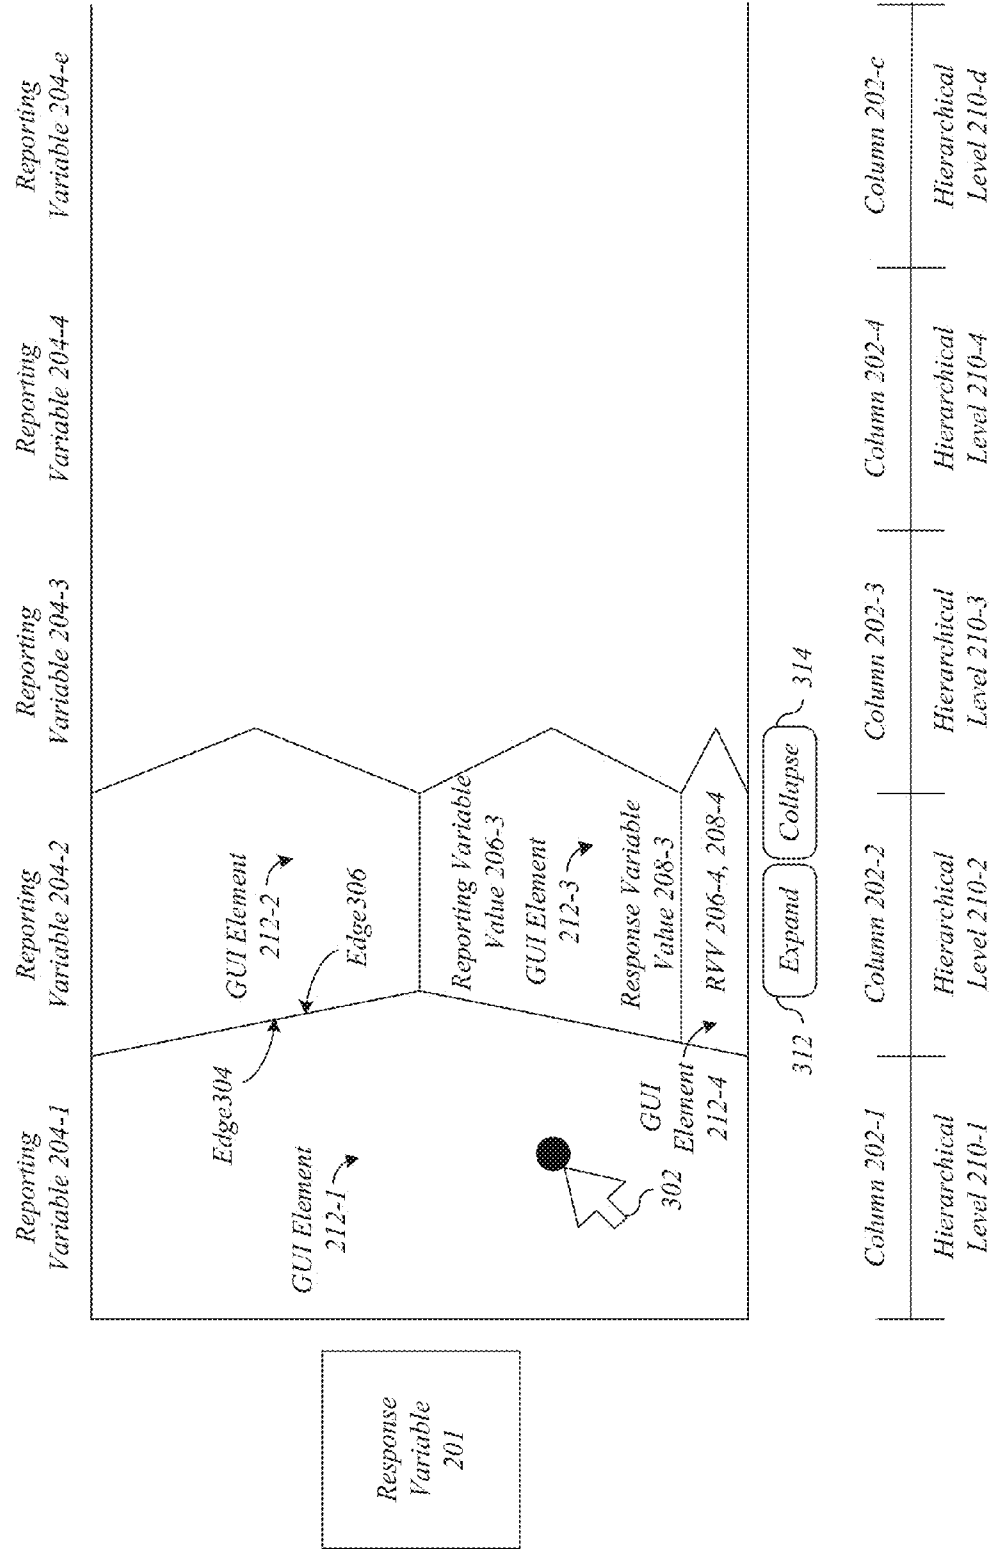 Reporting
Variable 204-1
Reporting
Variable 204-2
Reporting
Variable 204-3
Reporting
Variable 204-4
Reporting
Variable 204-e
Response
Variable
201
Edge304
GUI Element
212-1
302
GUI
Element
212-4
GUI Element
212-2
Edge306
Reporting Variable
Value 206-3
GUI Element
212-3
Response Variable
Value 208-3
RVV 206-4, 208-4
312
Expand
Collapse
314
Column 202-1
Column 202-2
Column 202-3
Column 202-4
Column 202-c
Hierarchical
Level 210-1
Hierarchical
Level 210-2
Hierarchical
Level 210-3
Hierarchical
Level 210-4
Hierarchical
Level 210-d